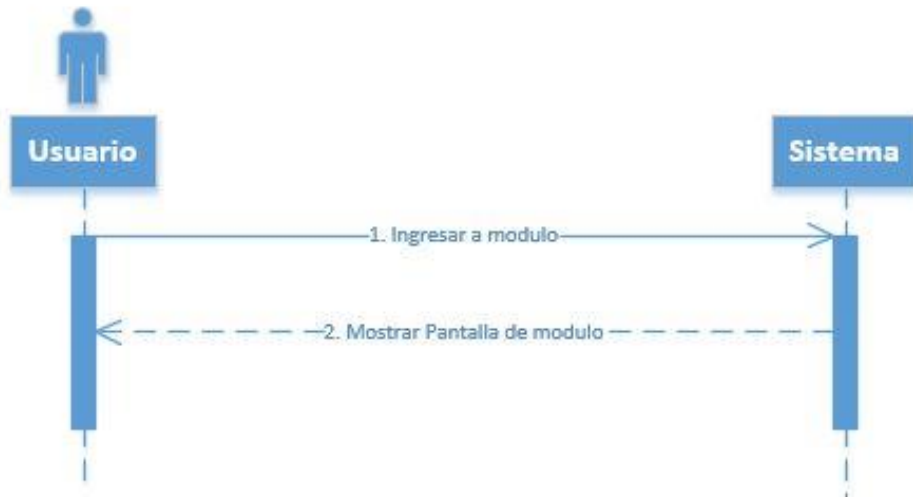 Usuario
Sistema
1. Ingresar a modulo
2. Mostrar Pantalla de modulo